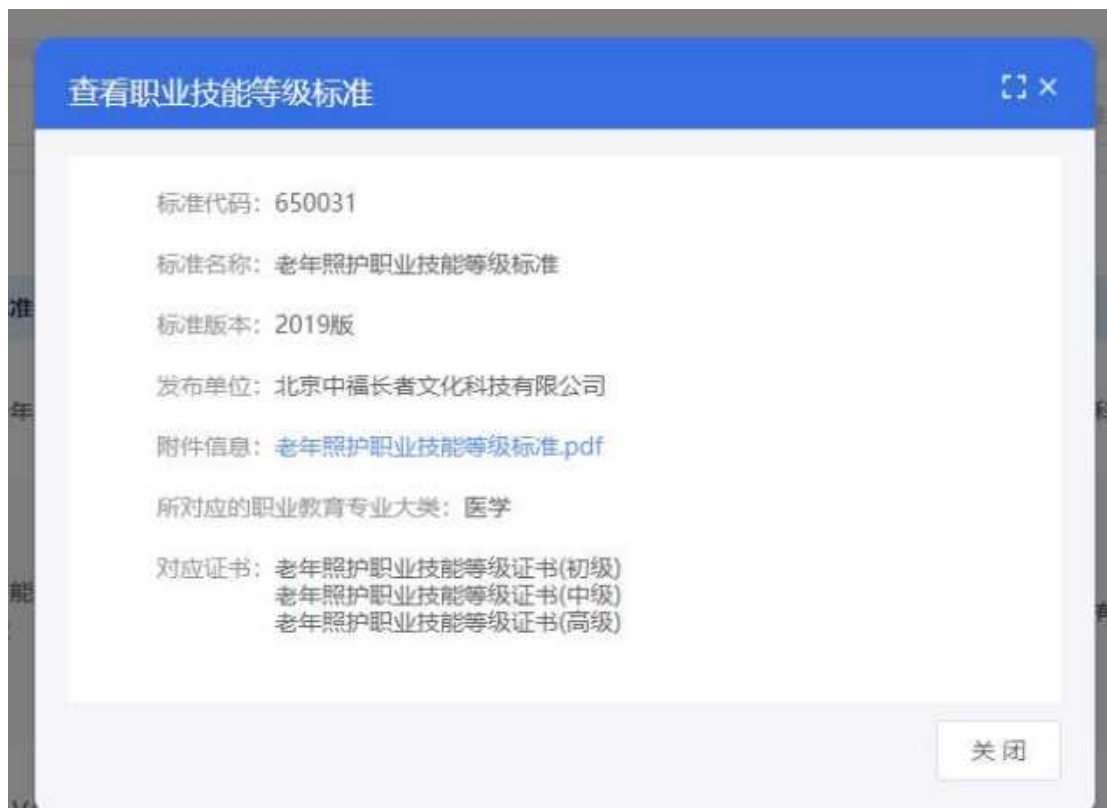 查看职业技能等级标准
标准代码：650031
标准名称：老年照护职业技能等级标准
标准版本：2019版
发布单位：北京中福长者文化科技有限公司
附件信息：老年照护职业技能等级标准.pdf
所对应的职业教育专业大类：医学
对应证书：老年照护职业技能等级证书(初级)
老年照护职业技能等级证书(中级)
老年照护职业技能等级证书(高级)
关闭
准
年
能